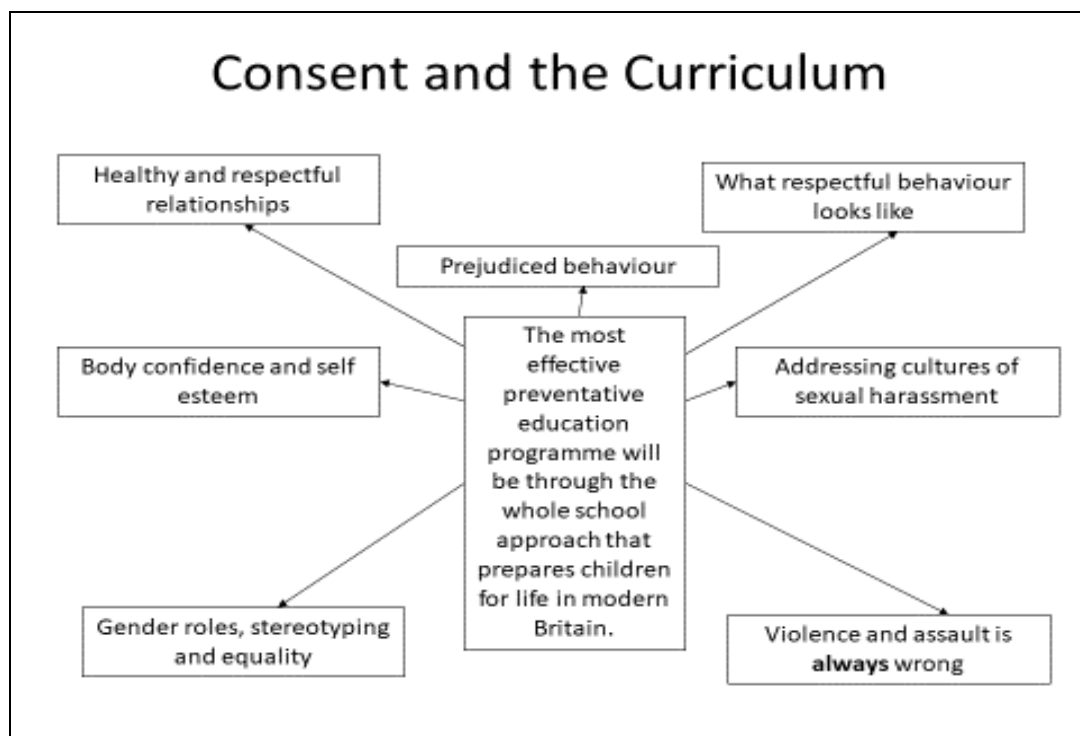 Consent and the Curriculum
Healthy and respectful
relationships
What respectful behaviour
looks like
Prejudiced behaviour
The most
effective
preventative
education
programme will
be through the
whole school
approach that
prepares children
for life in modern
Britain.
Body confidence and self
esteem
Addressing cultures of
sexual harassment
Gender roles, stereotyping
and equality
Violence and assault is
always wrong